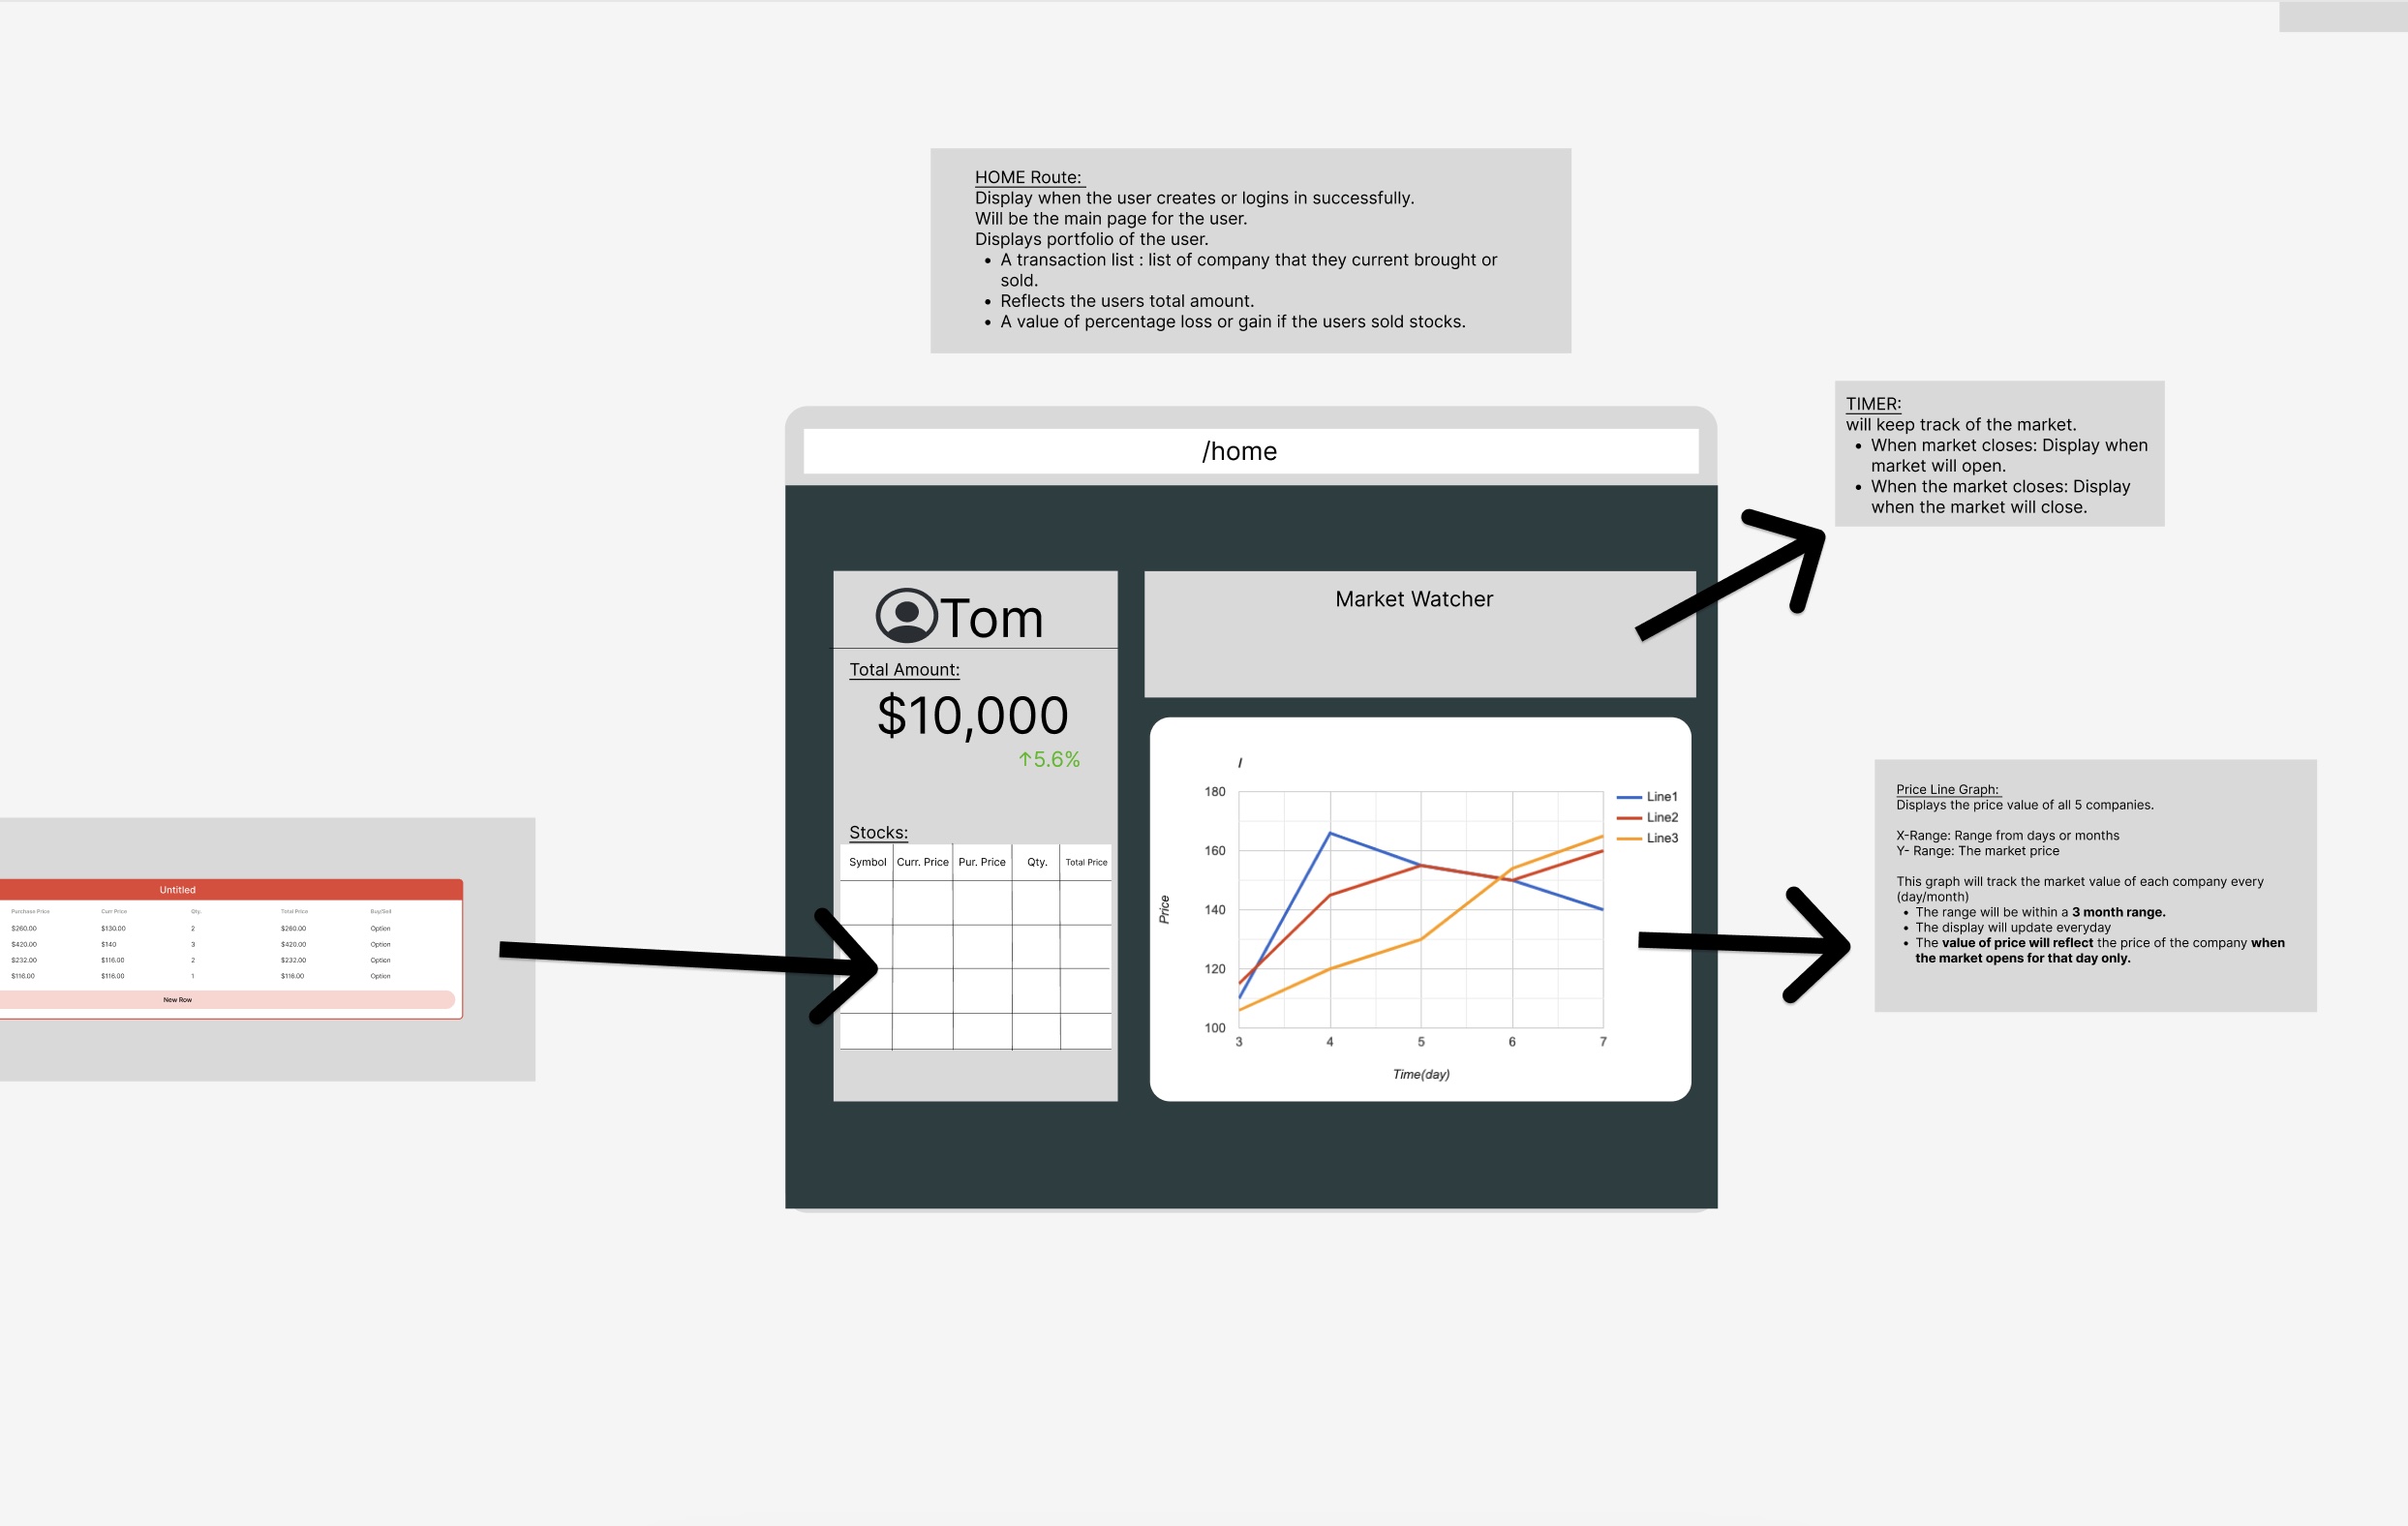 HOME Route:
Display when the user creates or logins in successfully.
Will be the main page for the user.
Displays portfolio of the user.
• A transaction list : list of company that they current brought or
sold.
• Reflects the users total amount.
• A value of percentage loss or gain if the users sold stocks.
TIMER:
will keep track of the market.
• When market closes: Display when
market will open.
• When the market closes: Display
when the market will close.
/home
Tom
Total Amount:
$10,000
↑5.6%
Stocks:
Symbol Curr. Price Pur. Price Qty. Total Price
Market Watcher
I
180
160
140
120
100
3 4 5 6 7
Price
Time(day)
Line1
Line2
Line3
Price Line Graph:
Displays the price value of all 5 companies.
X-Range: Range from days or months
Y- Range: The market price
This graph will track the market value of each company every
(day/month)
• The range will be within a 3 month range.
• The display will update everyday
• The value of price will reflect the price of the company when
the market opens for that day only.
Untitled
Purchase Price Curr Price Qty. Total Price Buy/Sell
$260.00 $130.00 2 $260.00 Option
$420.00 $140 3 $420.00 Option
$232.00 $116.00 2 $232.00 Option
$116.00 $116.00 1 $116.00 Option
New Row